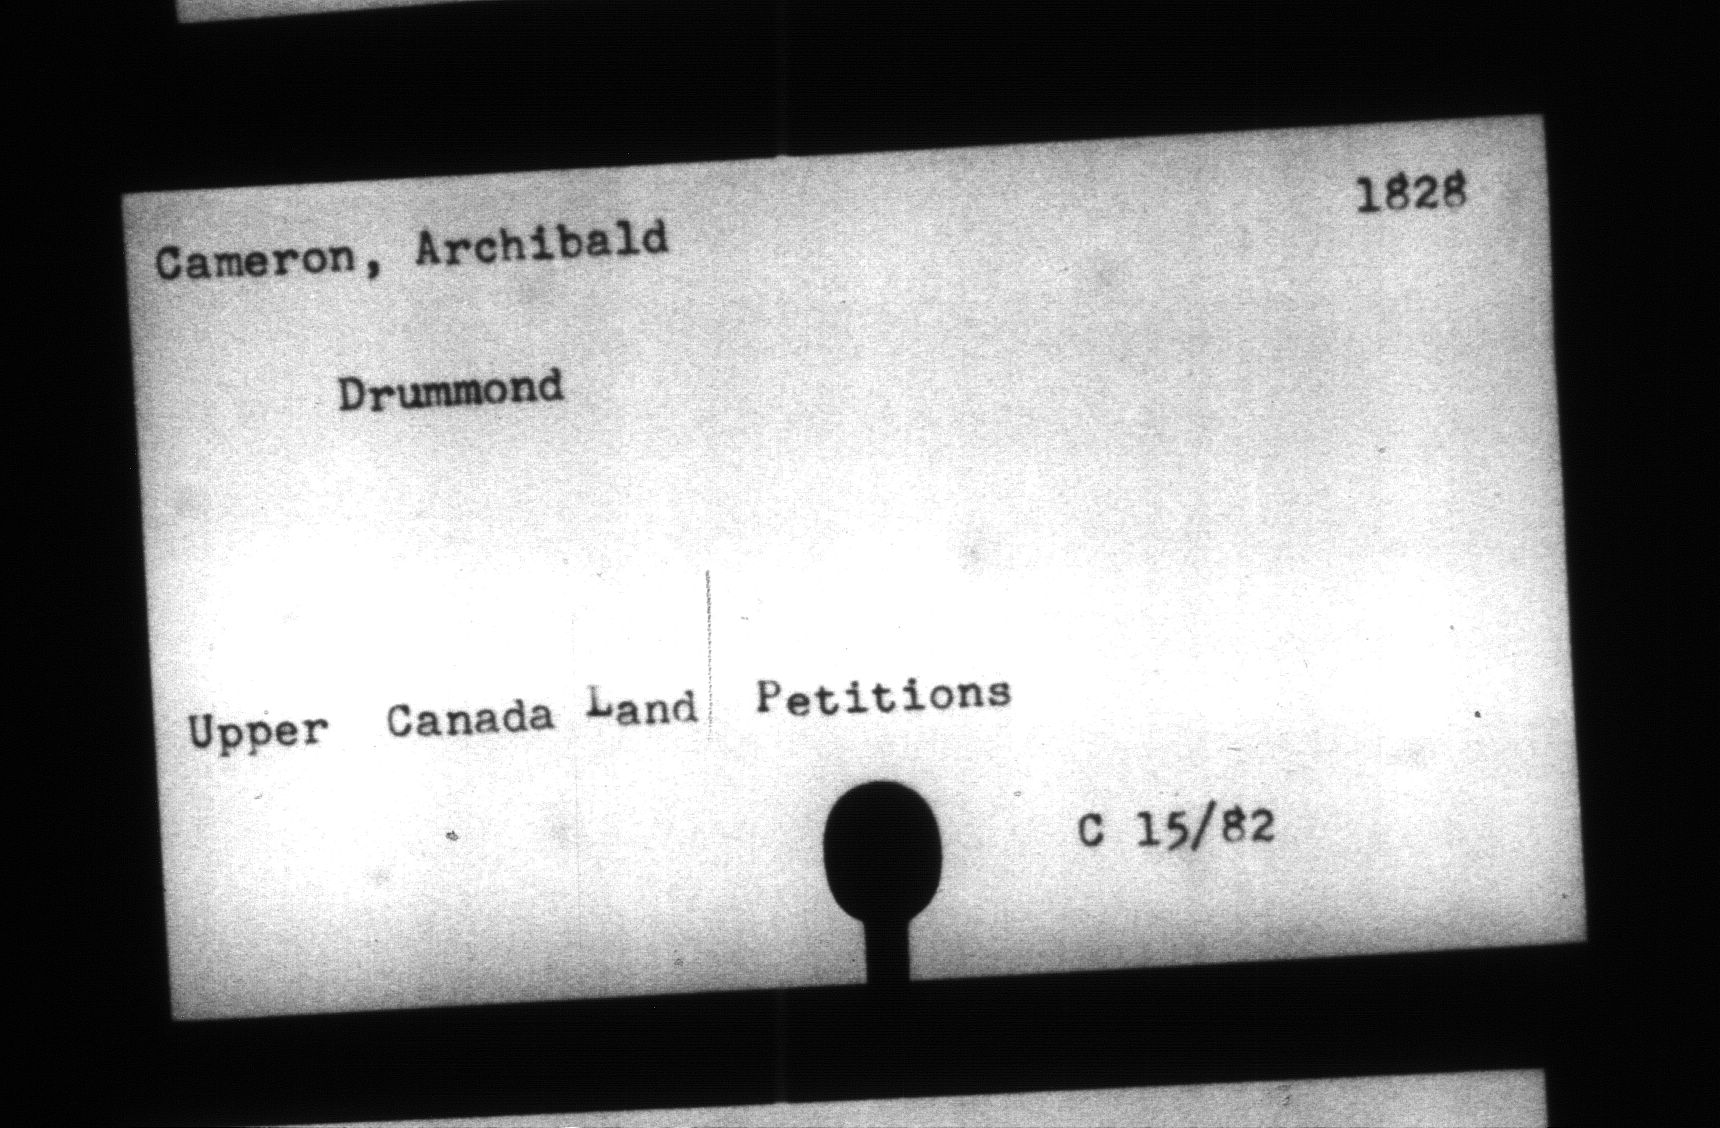 1828
Cameron, Archibald
Drummond
Upper Canada Land Petitions
C 15/82